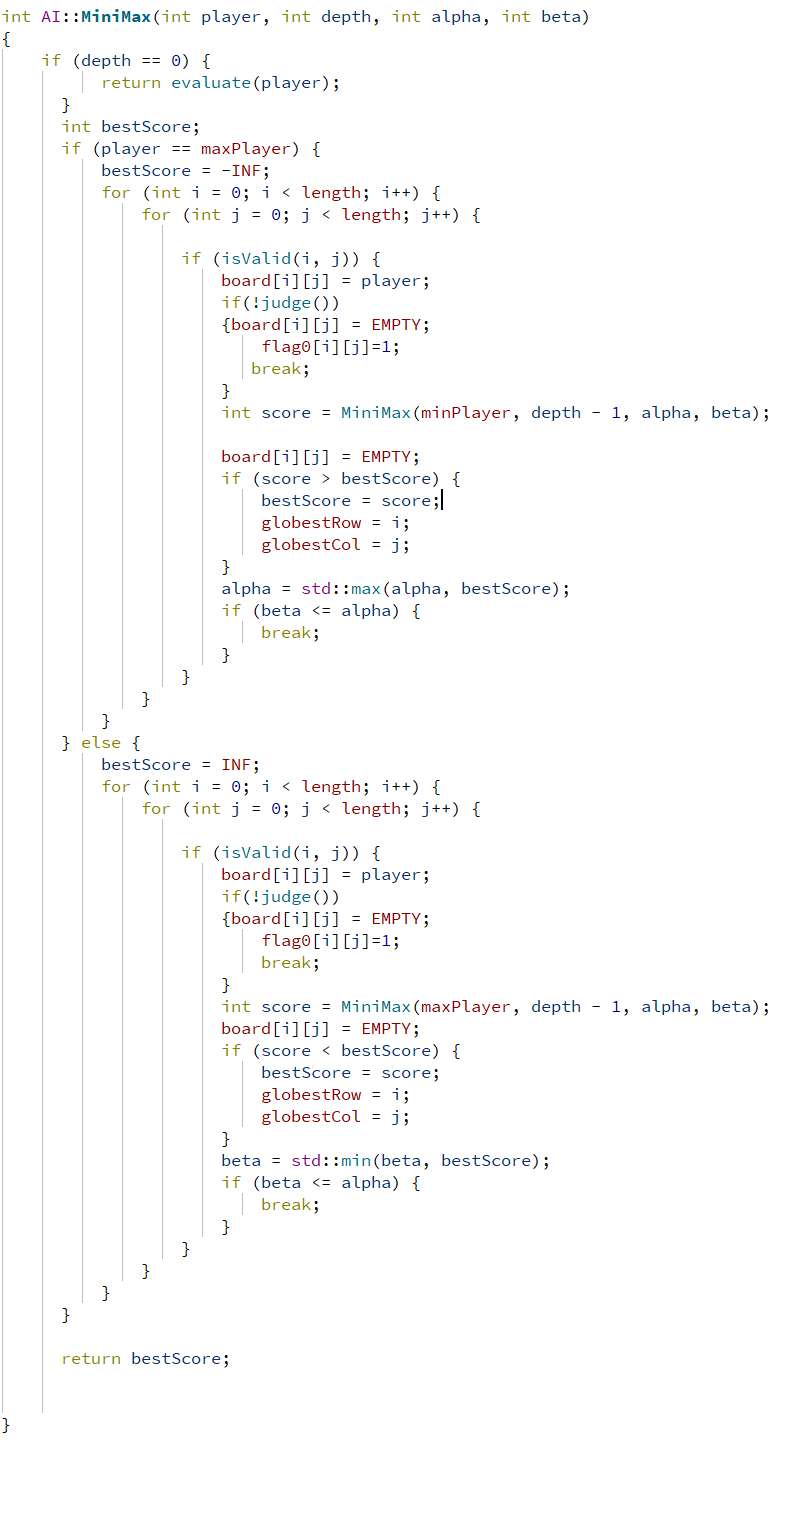 int AI::MiniMax(int player, int depth, int alpha, int beta)
{
    if (depth == 0) {
          return evaluate(player);
      }
      int bestScore;
      if (player == maxPlayer) {
          bestScore = -INF;
          for (int i = 0; i < length; i++) {
              for (int j = 0; j < length; j++) {

                  if (isValid(i, j)) {
                      board[i][j] = player;
                      if(!judge())
                      {board[i][j] = EMPTY;
                          flag0[i][j]=1;
                         break;
                      }
                      int score = MiniMax(minPlayer, depth - 1, alpha, beta);

                      board[i][j] = EMPTY;
                      if (score > bestScore) {
                          bestScore = score;
                          globestRow = i;
                          globestCol = j;
                      }
                      alpha = std::max(alpha, bestScore);
                      if (beta <= alpha) {
                          break;
                      }
                  }
              }
          }
      } else {
          bestScore = INF;
          for (int i = 0; i < length; i++) {
              for (int j = 0; j < length; j++) {

                  if (isValid(i, j)) {
                      board[i][j] = player;
                      if(!judge())
                      {board[i][j] = EMPTY;
                          flag0[i][j]=1;
                          break;
                      }
                      int score = MiniMax(maxPlayer, depth - 1, alpha, beta);
                      board[i][j] = EMPTY;
                      if (score < bestScore) {
                          bestScore = score;
                          globestRow = i;
                          globestCol = j;
                      }
                      beta = std::min(beta, bestScore);
                      if (beta <= alpha) {
                          break;
                      }
                  }
              }
          }
      }

      return bestScore;


}